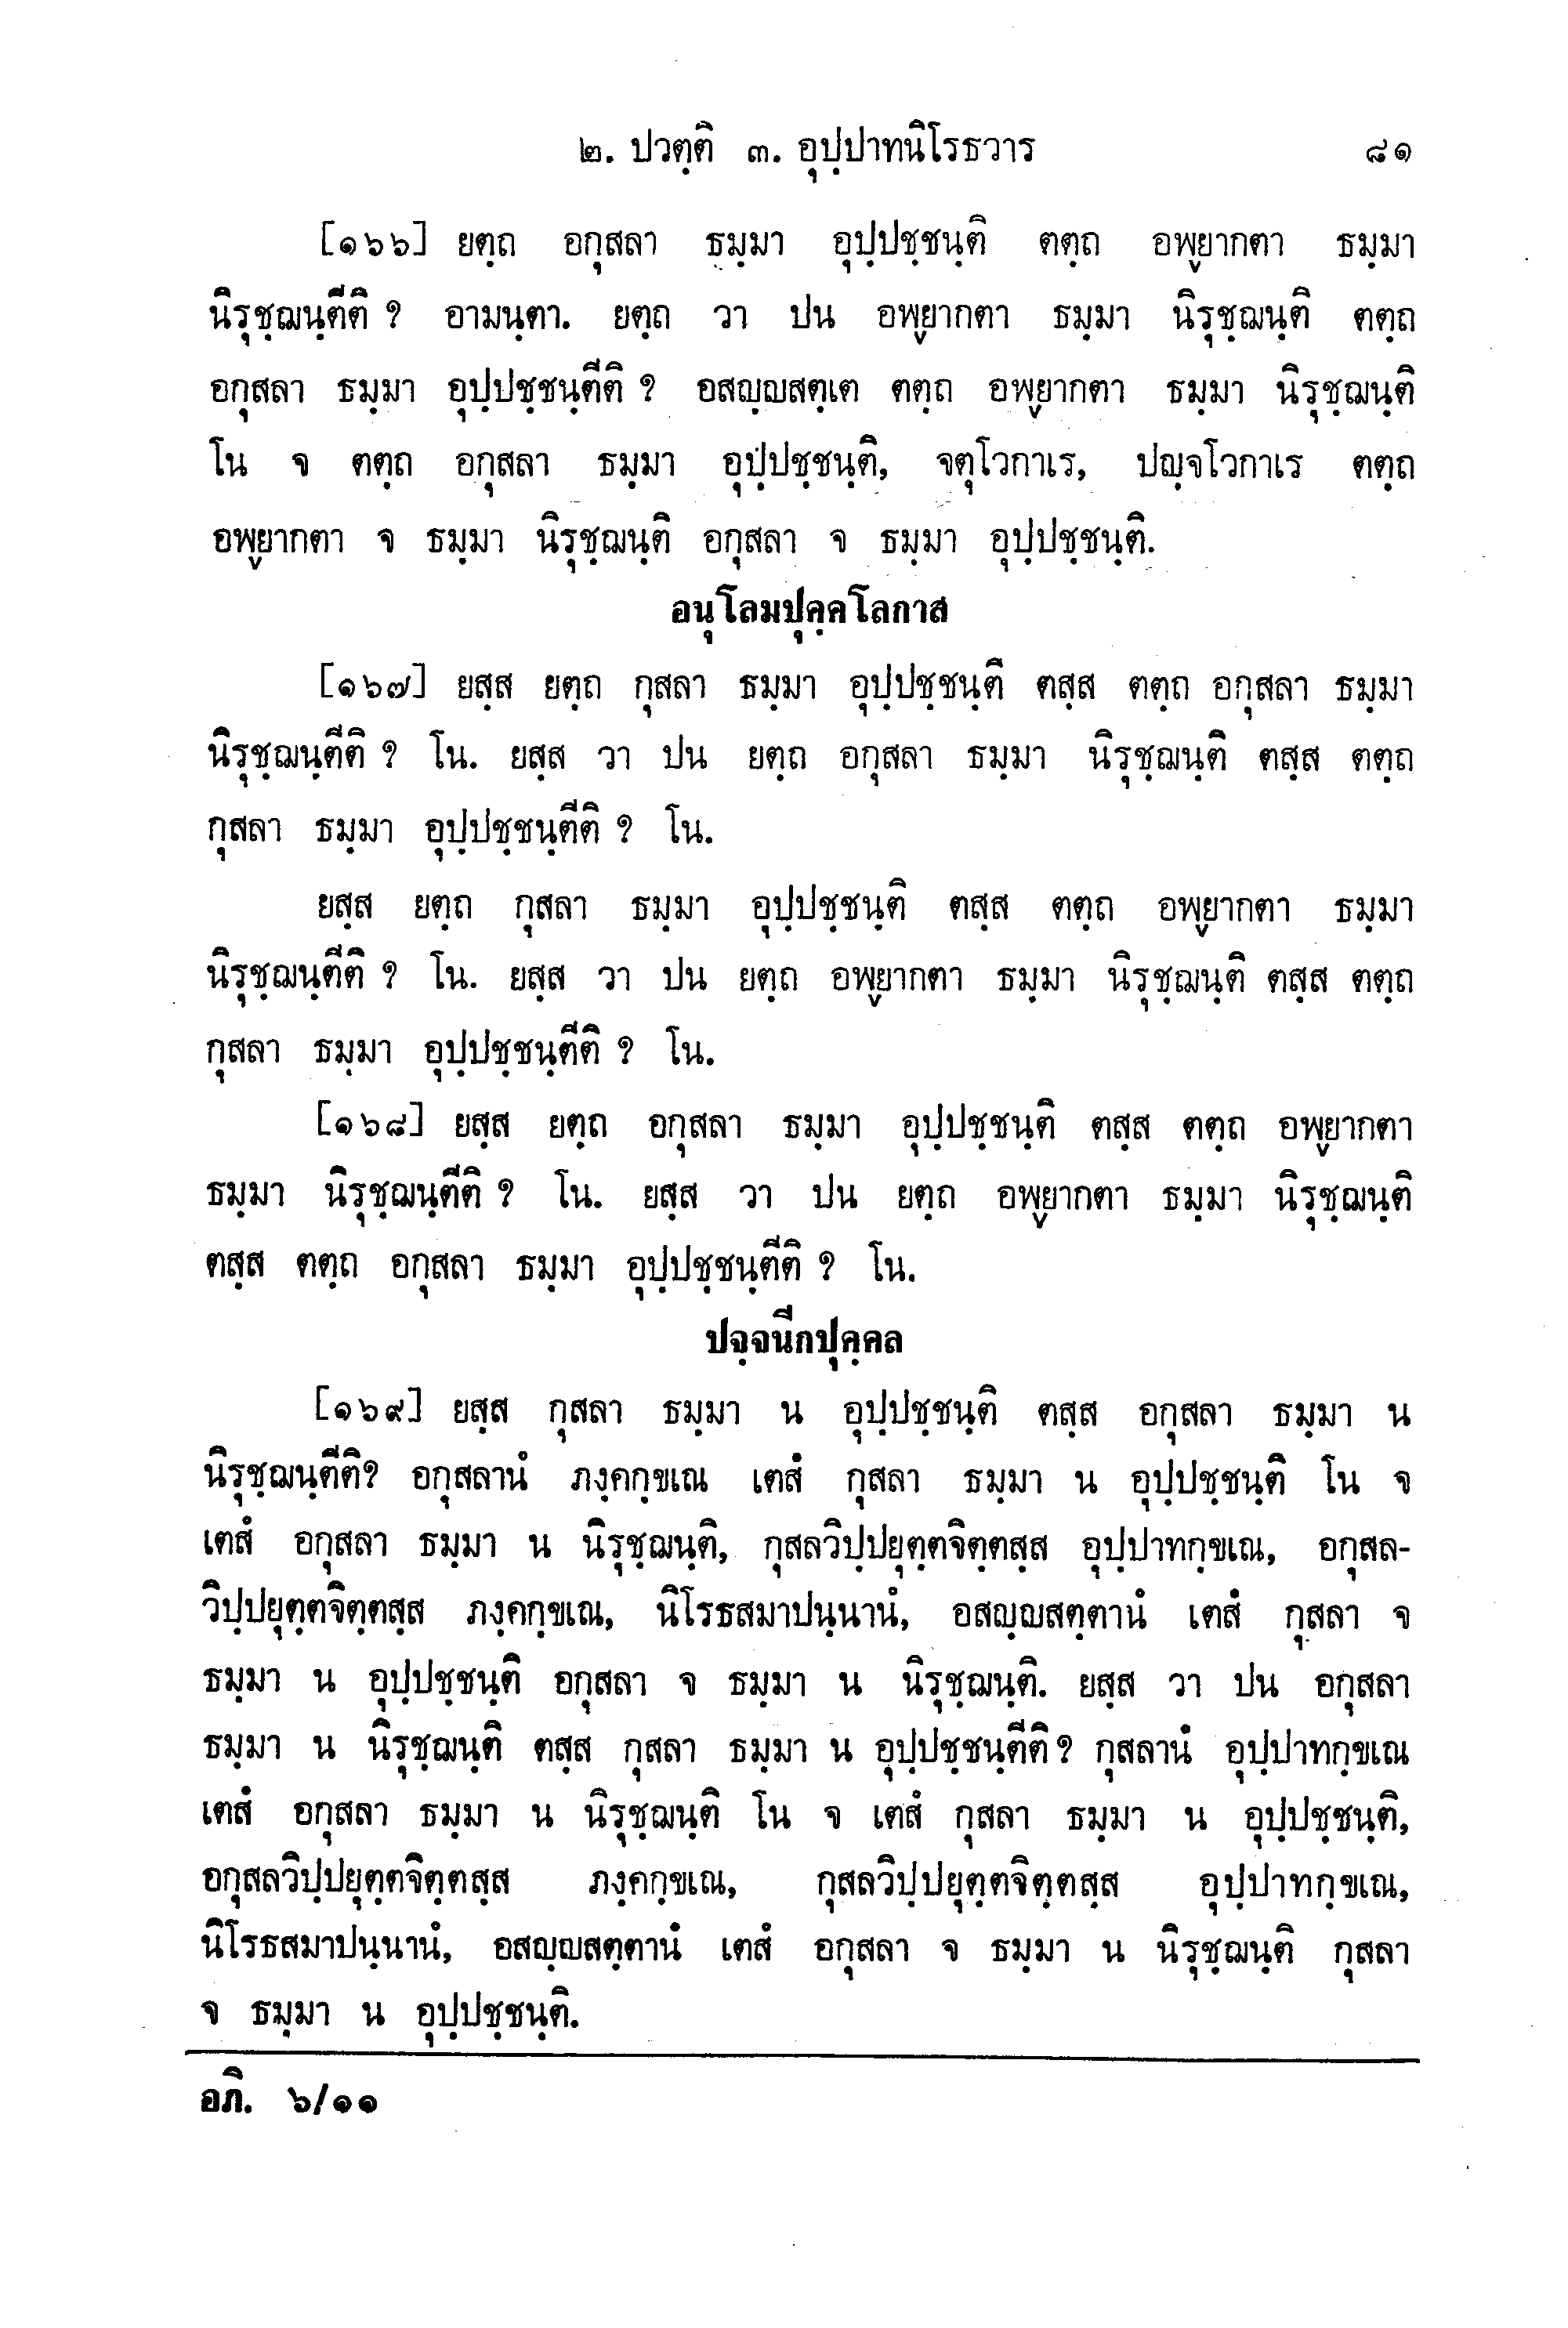 ๒. ปวตฺติ ๓. อุปฺปาทนิโรธวาร ๘๑
[๑๖๖] ยตฺถ อกุสลา ธมฺมา อุปฺปชฺชนฺติ ตตฺถ อพฺยากตา ธมฺมา
นิรุชฺฌนฺตีติ ? อามนฺตา. ยตฺถ วา ปน อพฺยากตา ธมฺมา นิรุชฺฌนฺติ ตตฺถ
อกุสลา ธมฺมา อุปฺปชฺชนฺตีติ ? อสญฺญสตฺเต ตตฺถ อพฺยากตา ธมฺมา นิรุชฺฌนฺติ
โน จ ตตฺถ อกุสลา ธมฺมา อุปฺปชฺชนฺติ, จตุโวกาเร, ปญฺจโวกาเร ตตฺถ
อพฺยากตา จ ธมฺมา นิรุชฺฌนฺติ อกุสลา จ ธมฺมา อุปฺปชฺชนฺติ.
อนุโลมปุคฺคโลกาส
[๑๖๗] ยสฺส ยตฺถ กุสลา ธมฺมา อุปฺปชฺชนฺติ ตสฺส ตตฺถ อกุสลา ธมฺมา
นิรุชฺฌนฺตีติ ? โน. ยสฺส วา ปน ยตฺถ อกุสลา ธมฺมา นิรุชฺฌนฺติ ตสฺส ตตฺถ
กุสลา ธมฺมา อุปฺปชฺชนฺตีติ ? โน.
ยสฺส ยตฺถ กุสลา ธมฺมา อุปฺปชฺชนฺติ ตสฺส ตตฺถ อพฺยากตา ธมฺมา
นิรุชฺฌนฺตีติ ? โน. ยสฺส วา ปน ยตฺถ อพฺยากตา ธมฺมา นิรุชฺฌนฺติ ตสฺส ตตฺถ
กุสลา ธมฺมา อุปฺปชฺชนฺตีติ ? โน.
[๑๖๘] ยสฺส ยตฺถ อกุสลา ธมฺมา อุปฺปชฺชนฺติ ตสฺส ตตฺถ อพฺยากตา
ธมฺมา นิรุชฺฌนฺตีติ ? โน. ยสฺส วา ปน ยตฺถ อพฺยากตา ธมฺมา นิรุชฺฌนฺติ
ตสฺส ตตฺถ อกุสลา ธมฺมา อุปฺปชฺชนฺตีติ ? โน.
ปจฺจนีกปุคฺคล
[๑๖๙] ยสฺส กุสลา ธมฺมา น อุปฺปชฺชนฺติ ตสฺส อกุสลา ธมฺมา น
นิรุชฺฌนฺตีติ? อกุสลานํ ภงฺคกฺขเณ เตสํ กุสลา ธมฺมา น อุปฺปชฺชนฺติ โน จ
เตสํ อกุสลา ธมฺมา น นิรุชฺฌนฺติ, กุสลวิปฺปยุตฺตจิตฺตสฺส อุปฺปาทกฺขเณ, อกุสล-
วิปฺปยุตฺตจิตฺตสฺส ภงฺคกฺขเณ, นิโรธสมาปนฺนานํ, อสญฺญสตฺตานํ เตสํ กุสลา จ
ธมฺมา น อุปฺปชฺชนฺติ อกุสลา จ ธมฺมา น นิรุชฺฌนฺติ. ยสฺส วา ปน อกุสลา
ธมฺมา น นิรุชฺฌนฺติ ตสฺส กุสลา ธมฺมา น อุปฺปชฺชนฺตีติ ? กุสลานํ อุปฺปาทกฺขเณ
เตสํ อกุสลา ธมฺมา น นิรุชฺฌนฺติ โน จ เตสํ กุสลา ธมฺมา น อุปฺปชฺชนฺติ,
อกุสลวิปฺปยุตฺตจิตฺตสฺส ภงฺคกฺขเณ, กุสลวิปฺปยุตฺตจิตฺตสฺส อุปฺปาทกฺขเณ,
นิโรธสมาปนฺนานํ, อสญฺญสตฺตานํ เตสํ อกุสลา จ ธมฺมา น นิรุชฺฌนฺติ กุสลา
จ ธมฺมา น อุปฺปชฺชนฺติ.
อภิ. ๖/๑๑